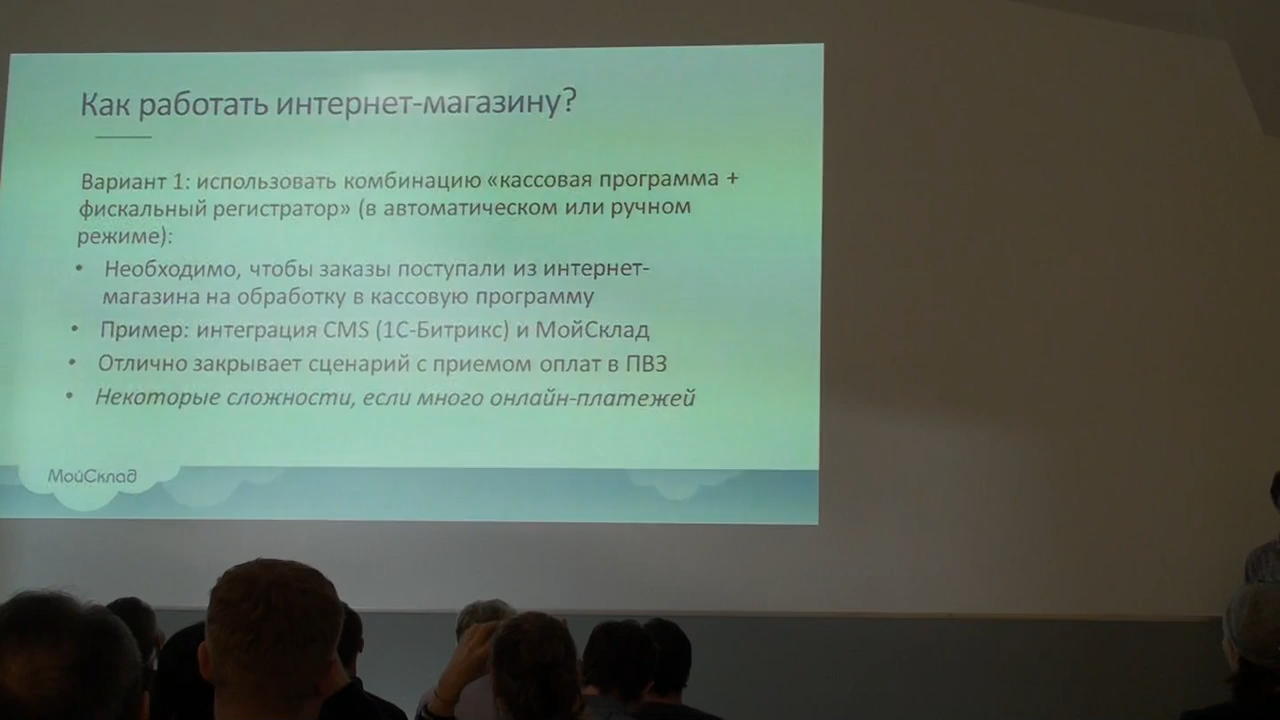 Как работать интернет-магазину?
Вариант 1: использовать комбинацию «кассовая программа +
фискальный регистратор» (в автоматическом или ручном
режиме):
• Необходимо, чтобы заказы поступали из интернет-
магазина на обработку в кассовую программу
• Пример: интеграция CMS (1С-Битрикс) и МойСклад
• Отлично закрывает сценарий с приемом оплат в ПВЗ
• Некоторые сложности, если много онлайн-платежей
МойСклад